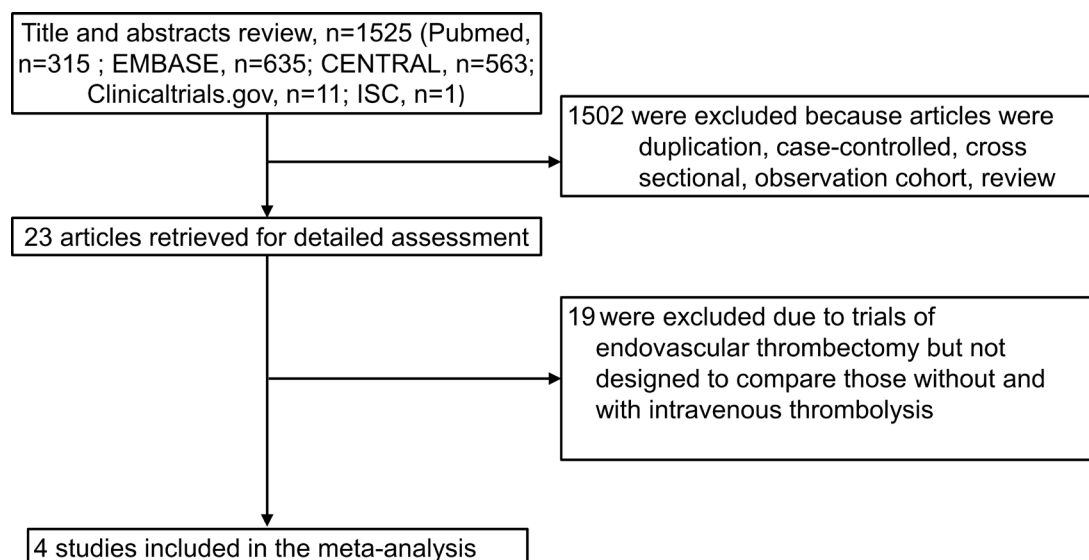 Title and abstracts review, n=1525 (Pubmed,
n=315 ; EMBASE, n=635; CENTRAL, n=563;
Clinicaltrials.gov, n=11; ISC, n=1)
1502 were excluded because articles were
duplication, case-controlled, cross
sectional, observation cohort, review
23 articles retrieved for detailed assessment
19 were excluded due to trials of
endovascular thrombectomy but not
designed to compare those without and
with intravenous thrombolysis
4 studies included in the meta-analysis